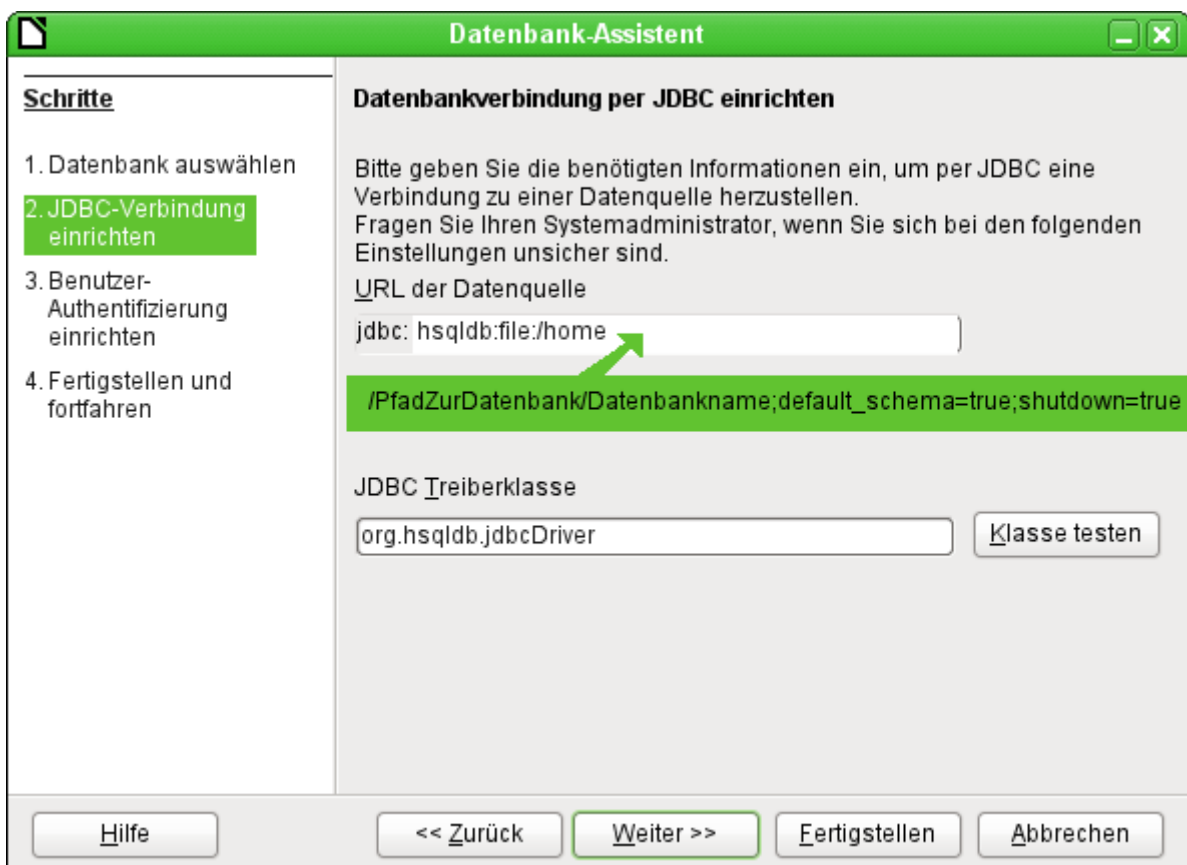 Datenbank-Assistent
Schritte
1. Datenbank auswählen
2. JDBC-Verbindung
einrichten
3. Benutzer-
Authentifizierung
einrichten
4. Fertigstellen und
fortfahren
Datenbankverbindung per JDBC einrichten
Bitte geben Sie die benötigten Informationen ein, um per JDBC eine
Verbindung zu einer Datenquelle herzustellen.
Fragen Sie Ihren Systemadministrator, wenn Sie sich bei den folgenden
Einstellungen unsicher sind.
URL der Datenquelle
jdbc: hsqldb:file:/home
/PfadZurDatenbank/Datenbankname;default_schema=true;shutdown=true
JDBC Treiberklasse
org.hsqldb.jdbcDriver
Klasse testen
Hilfe
<< Zurück
Weiter >>
Fertigstellen
Abbrechen